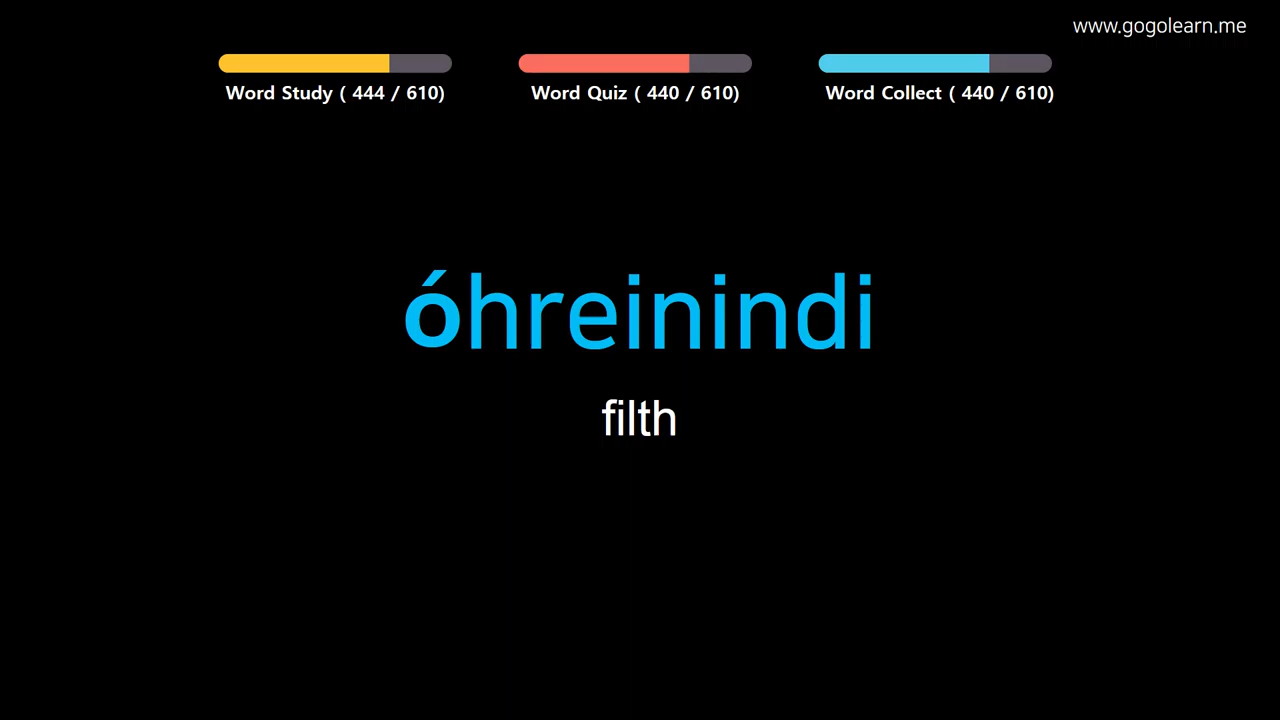 www.gogolearn.me
Word Study ( 444 / 610)
Word Quiz ( 440 / 610)
Word Collect ( 440 / 610)
óhreinindi
filth